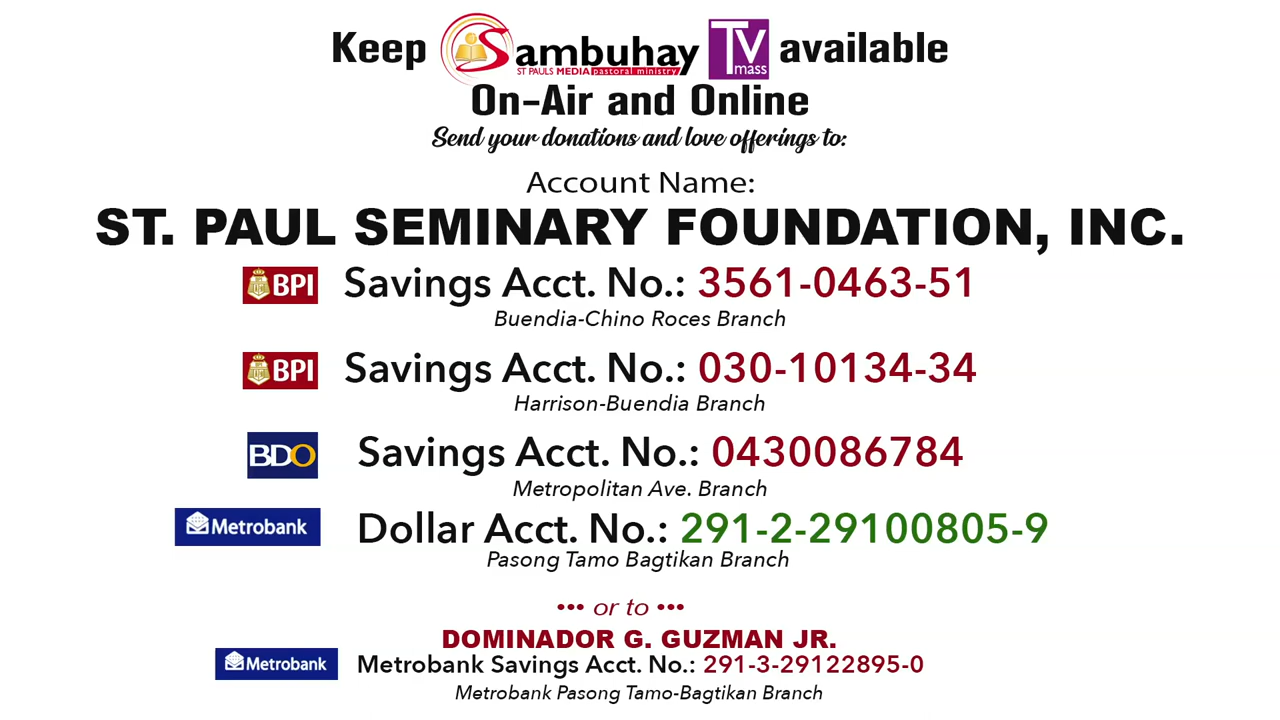 Keep Sambuhay TV mass available
ST PAULS MEDIA pastoral ministry
On-Air and Online
Send your donations and love offerings to:
Account Name:
ST. PAUL SEMINARY FOUNDATION, INC.
BPI Savings Acct. No.: 3561-0463-51
Buendia-Chino Roces Branch
BPI Savings Acct. No.: 030-10134-34
Harrison-Buendia Branch
BDO Savings Acct. No.: 0430086784
Metropolitan Ave. Branch
Metrobank Dollar Acct. No.: 291-2-29100805-9
Pasong Tamo Bagtikan Branch
••• or to •••
DOMINADOR G. GUZMAN JR.
Metrobank Metrobank Savings Acct. No.: 291-3-29122895-0
Metrobank Pasong Tamo-Bagtikan Branch